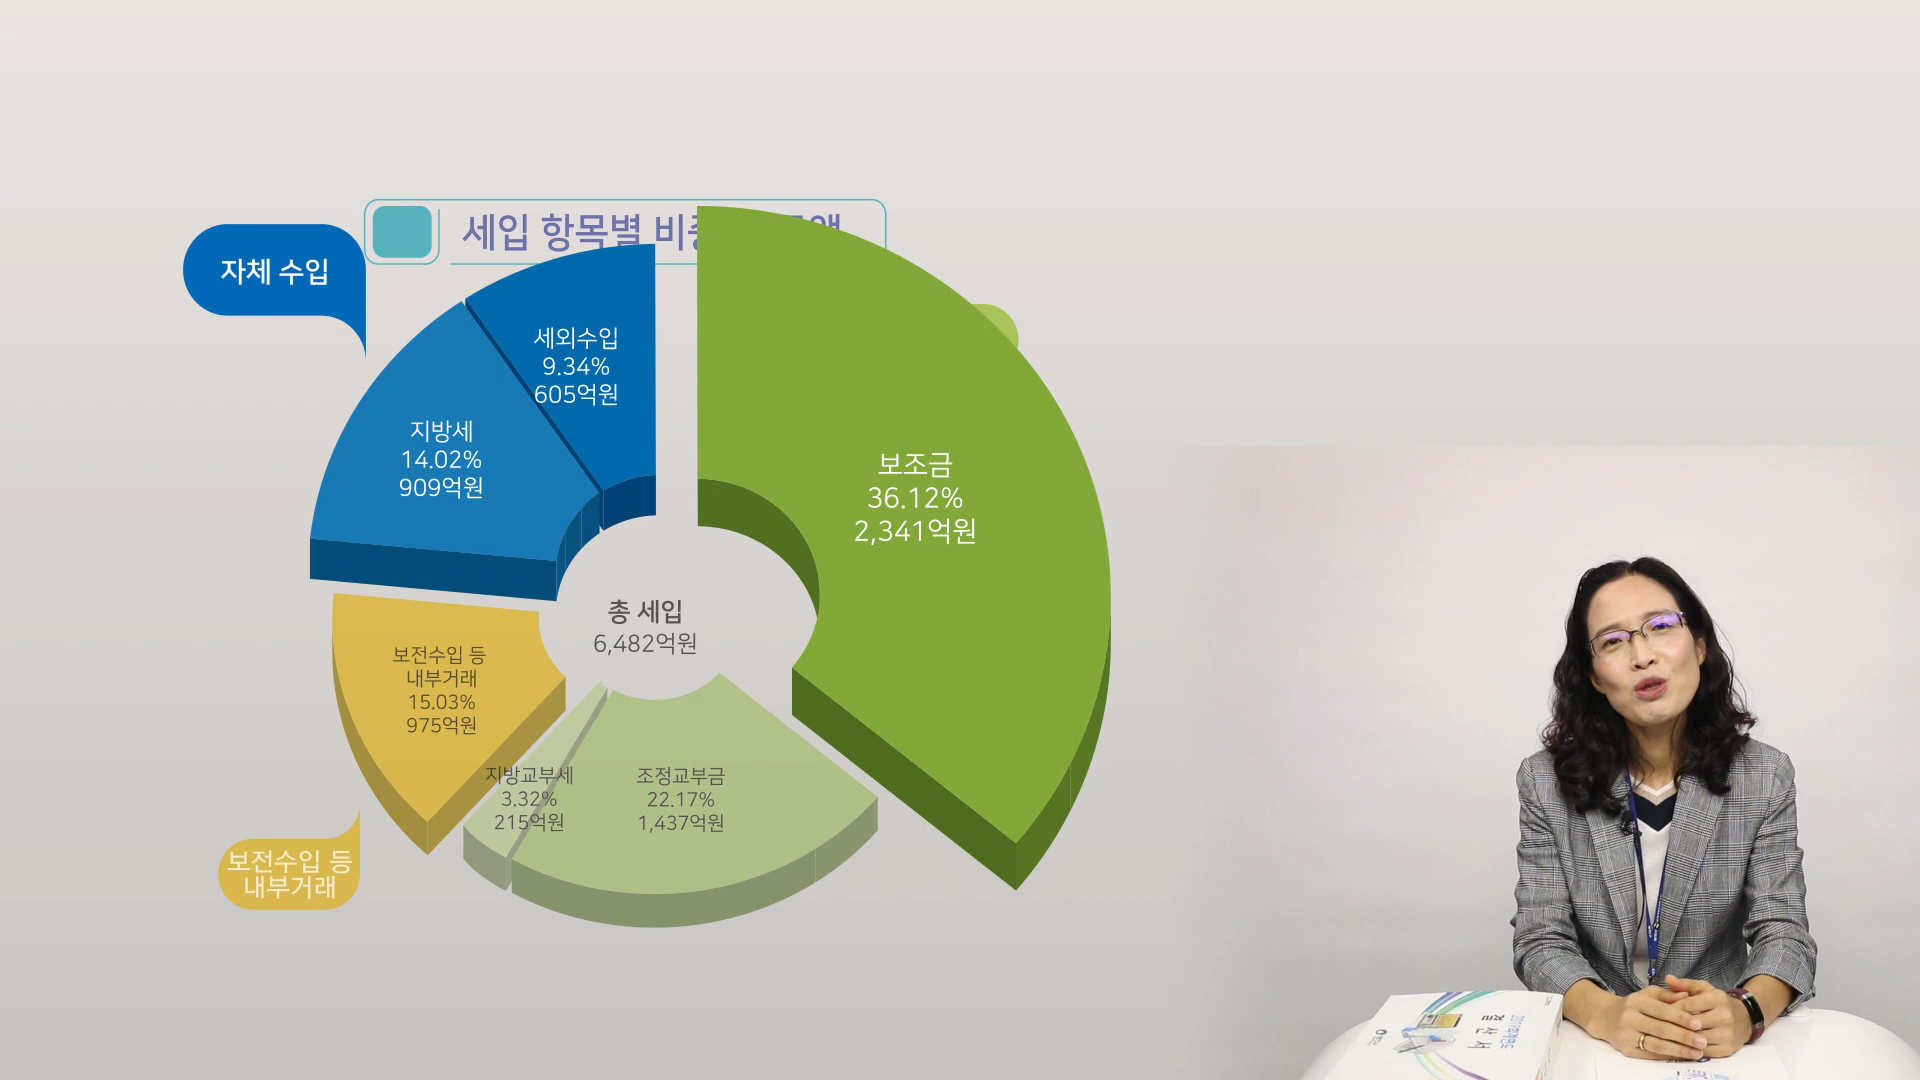 세입 항목별 비
자체 수입
세외수입
9.34%
605억원
지방세
14.02%
909억원
보조금
36.12%
2,341억원
총 세입
6,482억원
보전수입 등
내부거래
15.03%
975억원
지방교부세
3.32%
215억원
조정교부금
22.17%
1,437억원
보전수입 등
내부거래
결산서